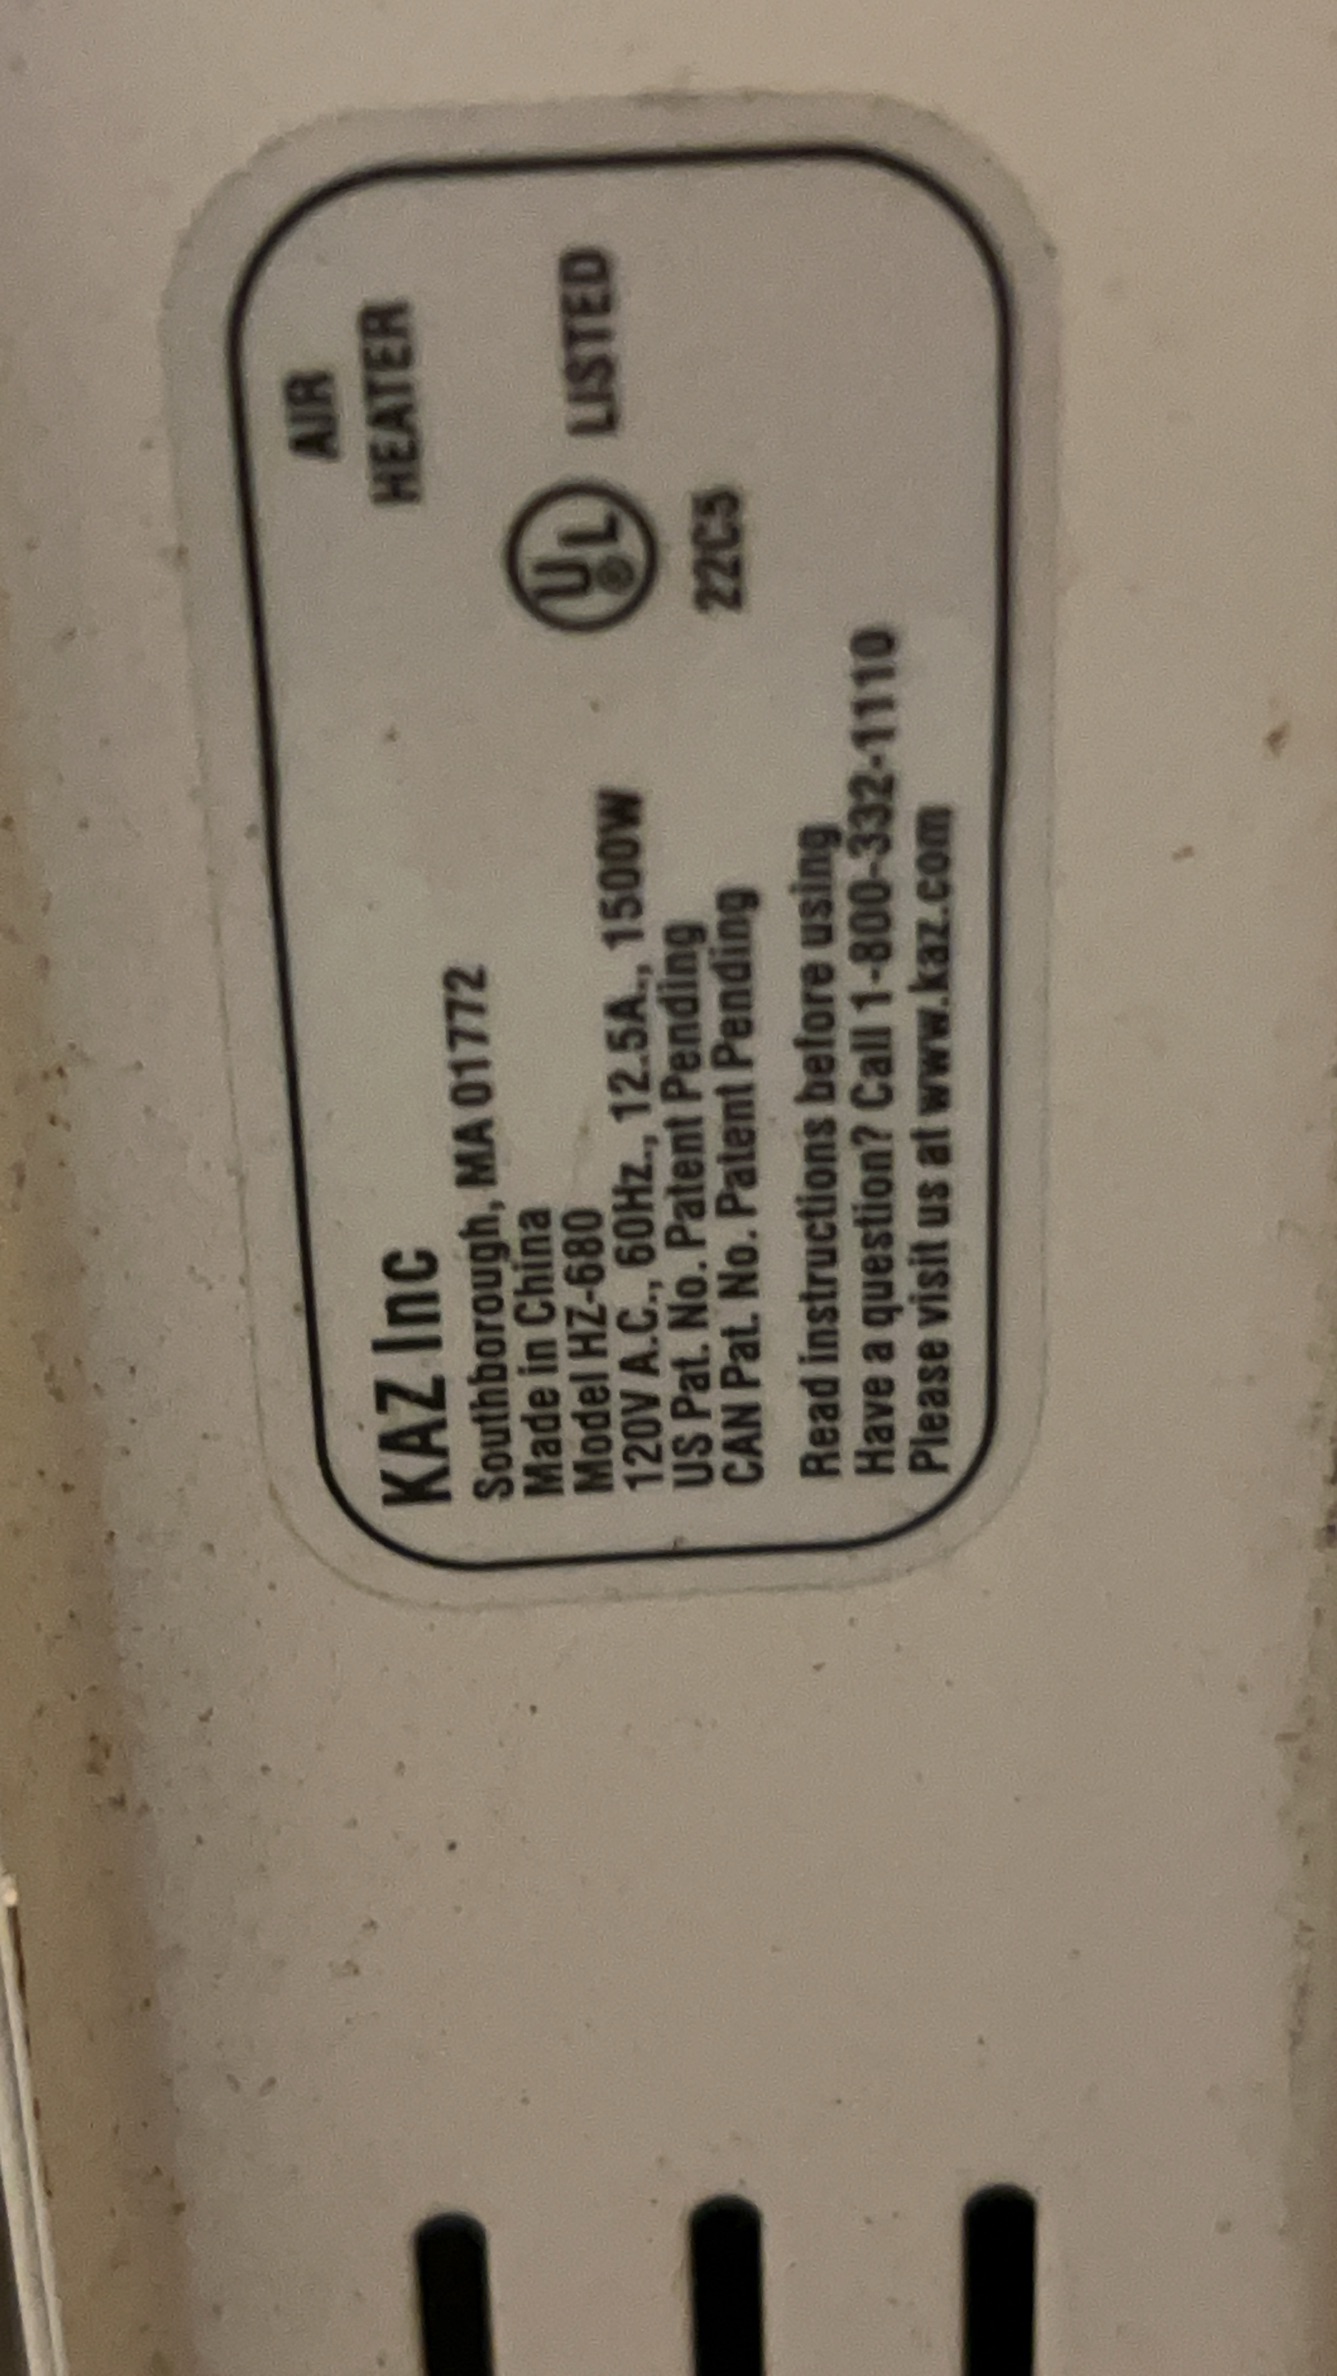 AIR
HEATER
KAZ Inc
Southborough, MA 01772
Made in China
Model HZ-680
120V A.C., 60Hz., 12.5A., 1500W
US Pat. No. Patent Pending
CAN Pat. No. Patent Pending
UL® LISTED
22C5
Read instructions before using
Have a question? Call 1-800-332-1110
Please visit us at www.kaz.com